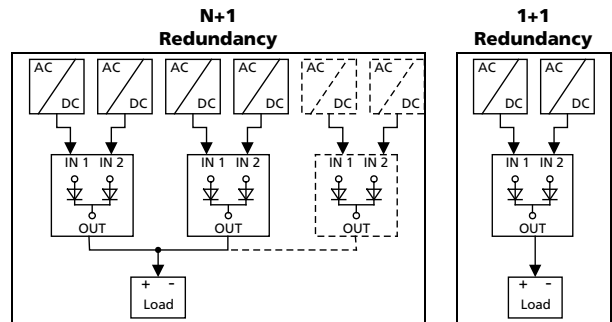 N+1
Redundancy
1+1
Redundancy
AC DC AC DC AC DC AC DC AC DC AC DC
AC DC AC DC
IN 1 IN 2 IN 1 IN 2 IN 1 IN 2
IN 1 IN 2
OUT OUT OUT
OUT
+ -
Load
+ -
Load